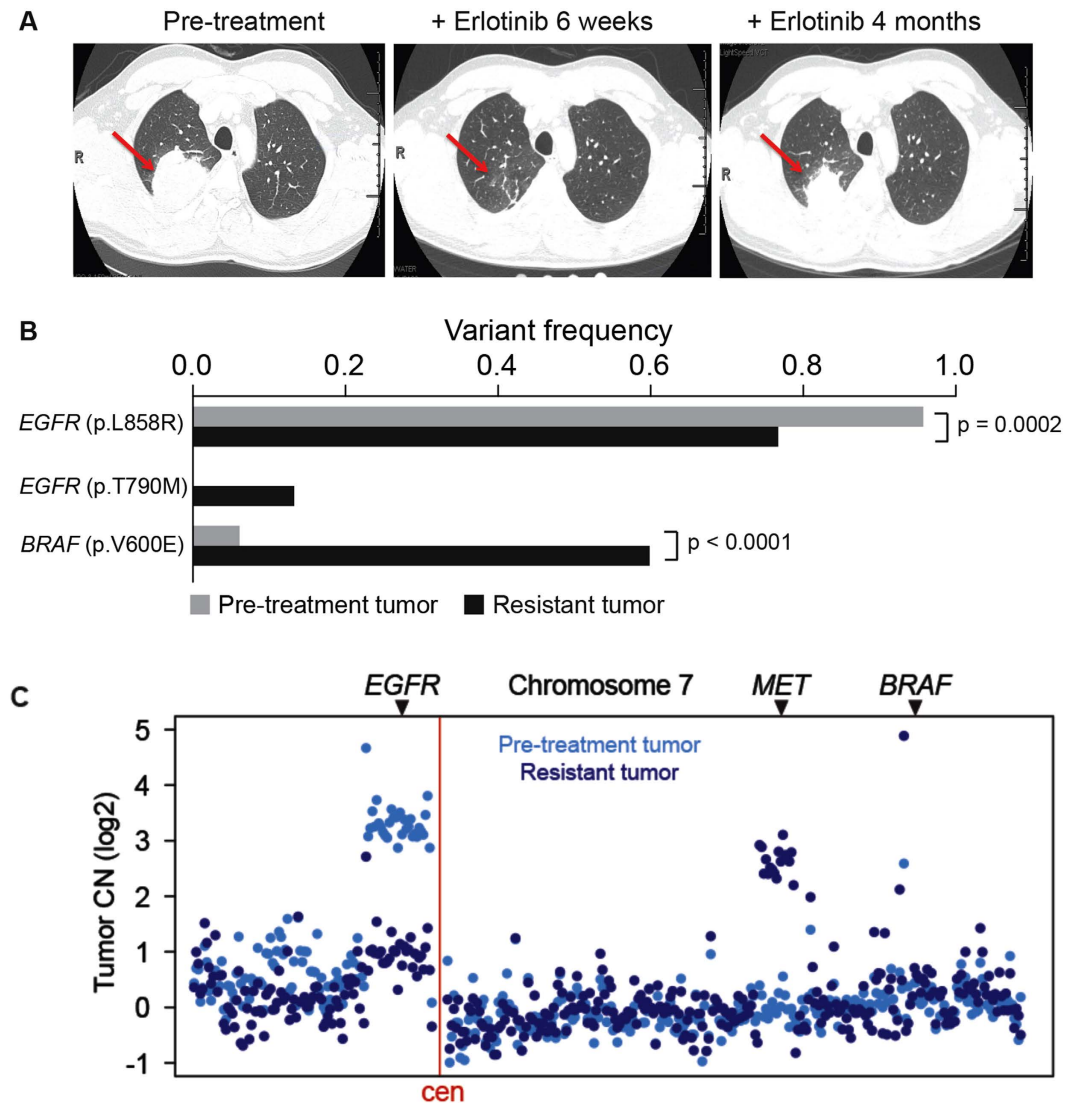 A
Pre-treatment
+ Erlotinib 6 weeks
+ Erlotinib 4 months
R
R
WATER
LightSpeed VCT
R
B
Variant frequency
0.0 0.2 0.4 0.6 0.8 1.0
EGFR (p.L858R)
p = 0.0002
EGFR (p.T790M)
BRAF (p.V600E)
p < 0.0001
Pre-treatment tumor
Resistant tumor
C
EGFR
Chromosome 7
MET
BRAF
Tumor CN (log2)
5
4
3
2
1
0
-1
Pre-treatment tumor
Resistant tumor
cen